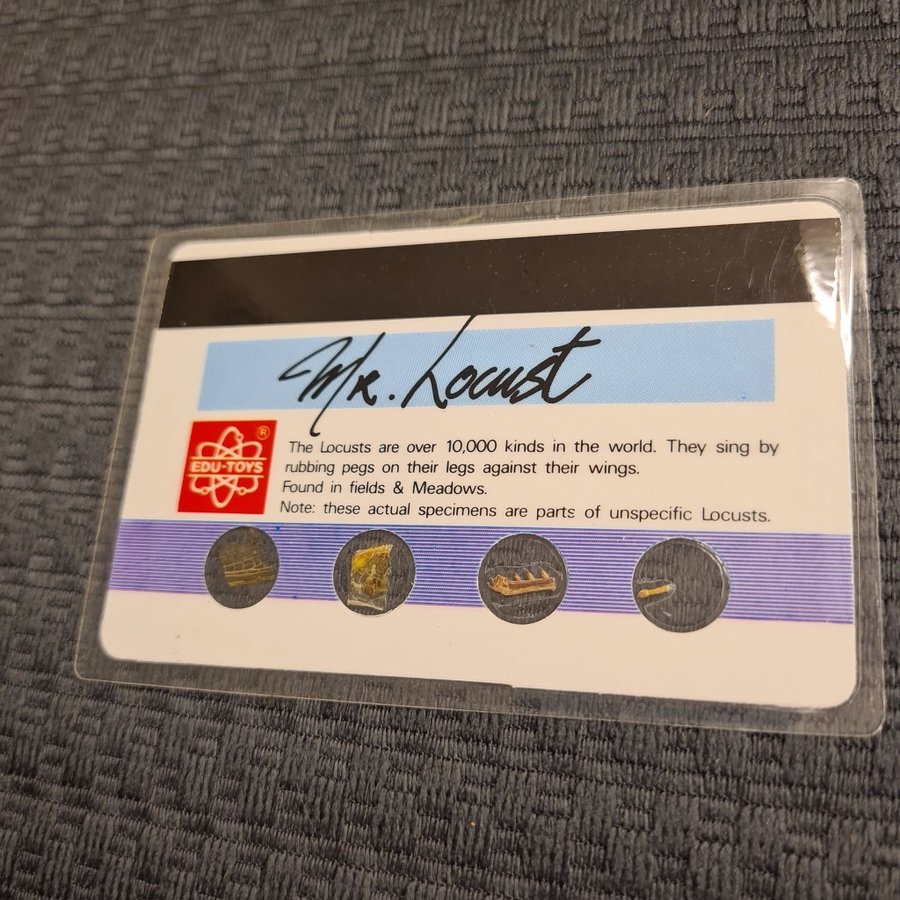 Mr. Locust
EDU-TOYS ®
The Locusts are over 10,000 kinds in the world. They sing by
rubbing pegs on their legs against their wings.
Found in fields & Meadows.
Note: these actual specimens are parts of unspecific Locusts.